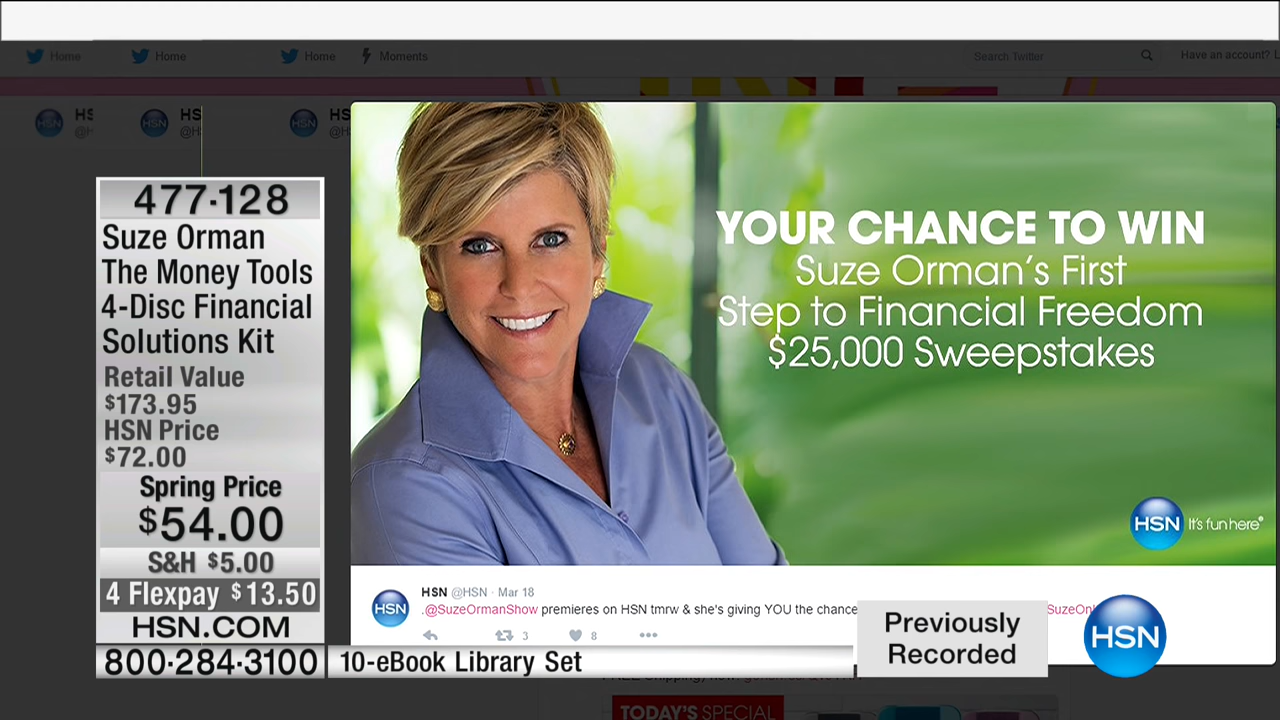 Home
Home
Home
Moments
Search Twitter
Have an account?
HSN
HSN
HSN
477·128
Suze Orman
The Money Tools
4-Disc Financial
Solutions Kit
Retail Value
$173.95
HSN Price
$72.00
Spring Price
$54.00
S&H $5.00
4 Flexpay $13.50
HSN.COM
800·284·3100
10-eBook Library Set
YOUR CHANCE TO WIN
Suze Orman's First
Step to Financial Freedom
$25,000 Sweepstakes
HSN It's fun here®
HSN
HSN @HSN · Mar 18
.@SuzeOrmanShow premieres on HSN tmrw & she's giving YOU the chance
3
8
Previously
Recorded
HSN
TODAY'S SPECIAL